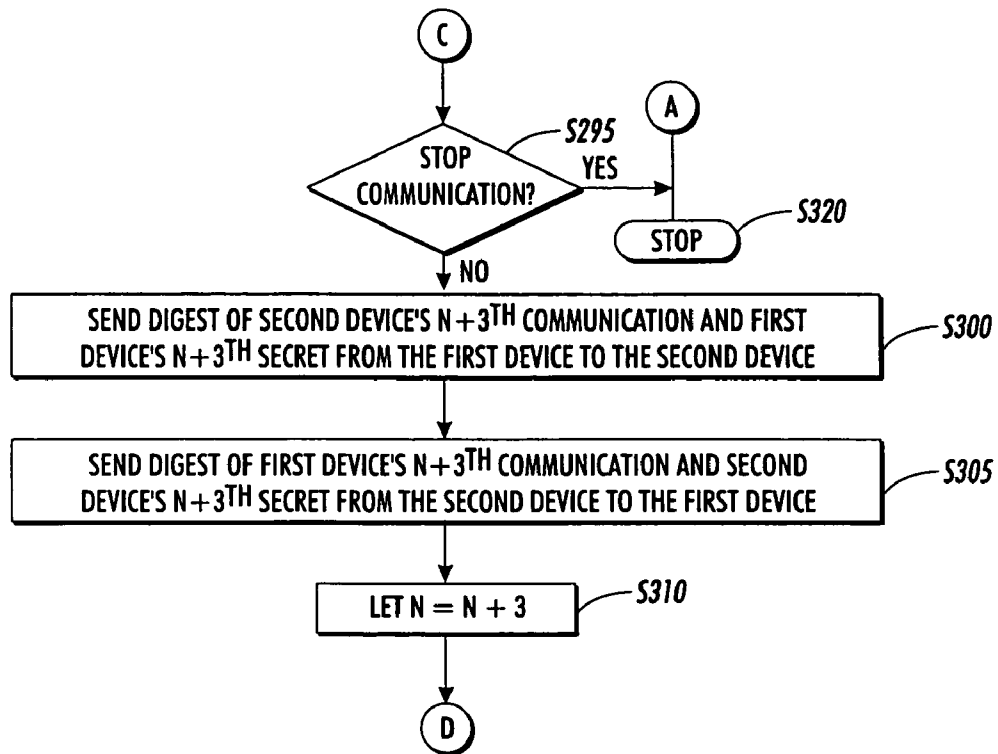 C
A
S295
STOP
COMMUNICATION?
YES
S320
STOP
NO
SEND DIGEST OF SECOND DEVICE'S N+3TH COMMUNICATION AND FIRST
DEVICE'S N+3TH SECRET FROM THE FIRST DEVICE TO THE SECOND DEVICE
S300
SEND DIGEST OF FIRST DEVICE'S N+3TH COMMUNICATION AND SECOND
DEVICE'S N+3TH SECRET FROM THE SECOND DEVICE TO THE FIRST DEVICE
S305
LET N = N + 3
S310
D